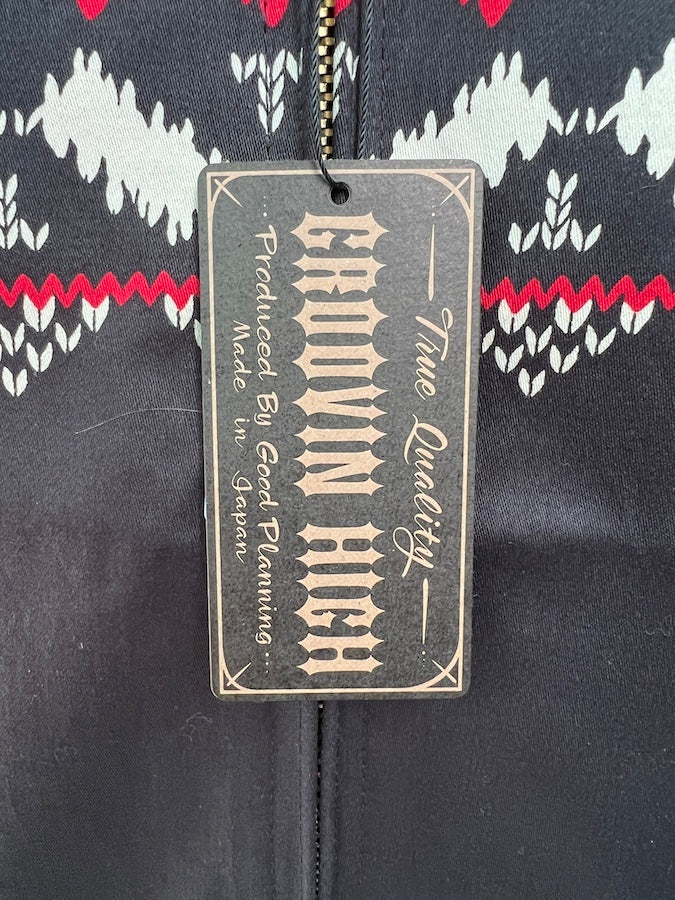 True Quality
GROOVIN HIGH
Produced By Good Planning...
Made in Japan